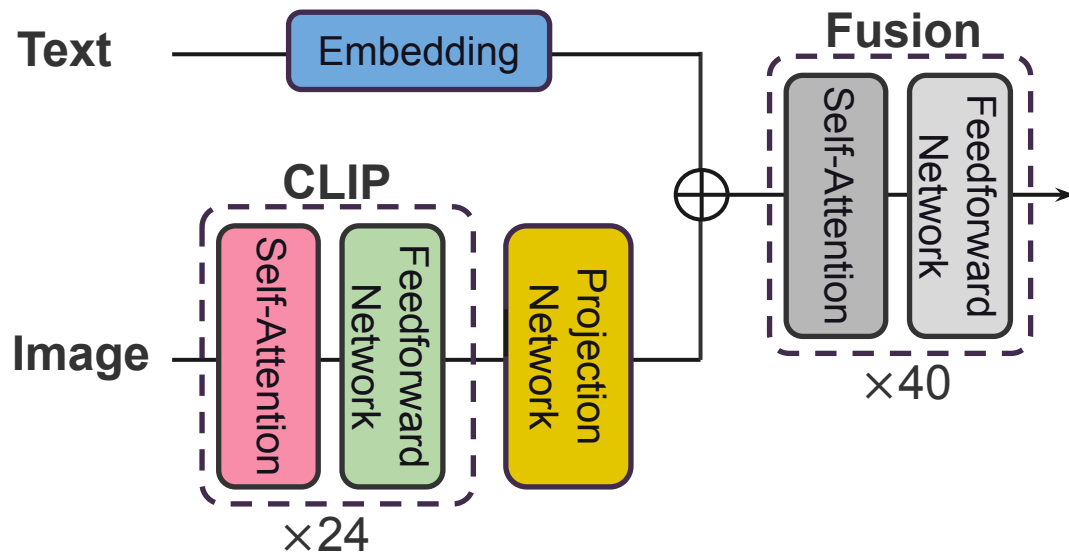 Text
Embedding
Fusion
Self-Attention
Feedforward
Network
×40
CLIP
Image
Self-Attention
Feedforward
Network
Projection
Network
×24